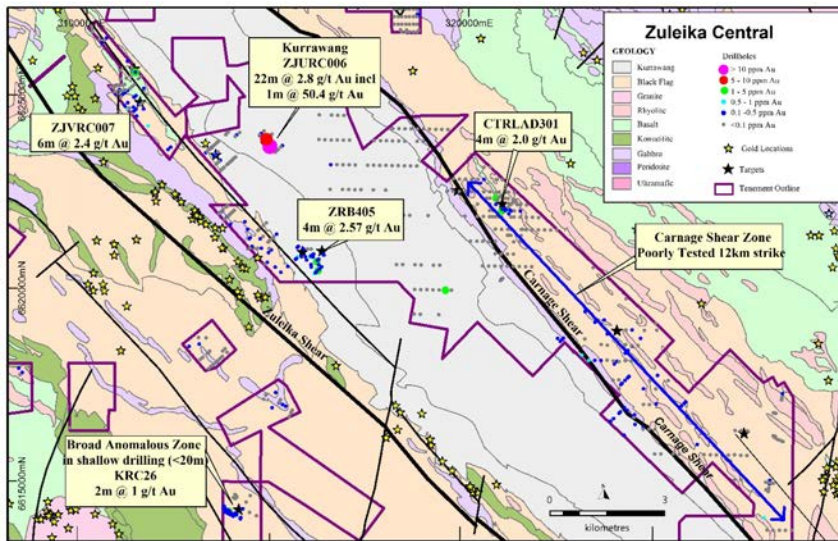 310000mE
320000mE
6625000mN
6620000mN
6615000mN
Kurrawang
ZJURC006
22m @ 2.8 g/t Au incl
1m @ 50.4 g/t Au
ZJVRC007
6m @ 2.4 g/t Au
CTRLAD301
4m @ 2.0 g/t Au
ZRB405
4m @ 2.57 g/t Au
Carnage Shear Zone
Poorly Tested 12km strike
Zuleika Shear
Carnage Shear
Carnage Shear
Broad Anomalous Zone
in shallow drilling (<20m)
KRC26
2m @ 1 g/t Au
0
3
kilometres
Zuleika Central
GEOLOGY
Kurrawang
Black Flag
Granite
Rhyolite
Basalt
Komatiite
Gabbro
Peridotite
Ultramafic
Drillholes
> 10 ppm Au
5 - 10 ppm Au
1 - 5 ppm Au
0.5 - 1 ppm Au
0.1 -0.5 ppm Au
<0.1 ppm Au
Gold Locations
Targets
Tenement Outline